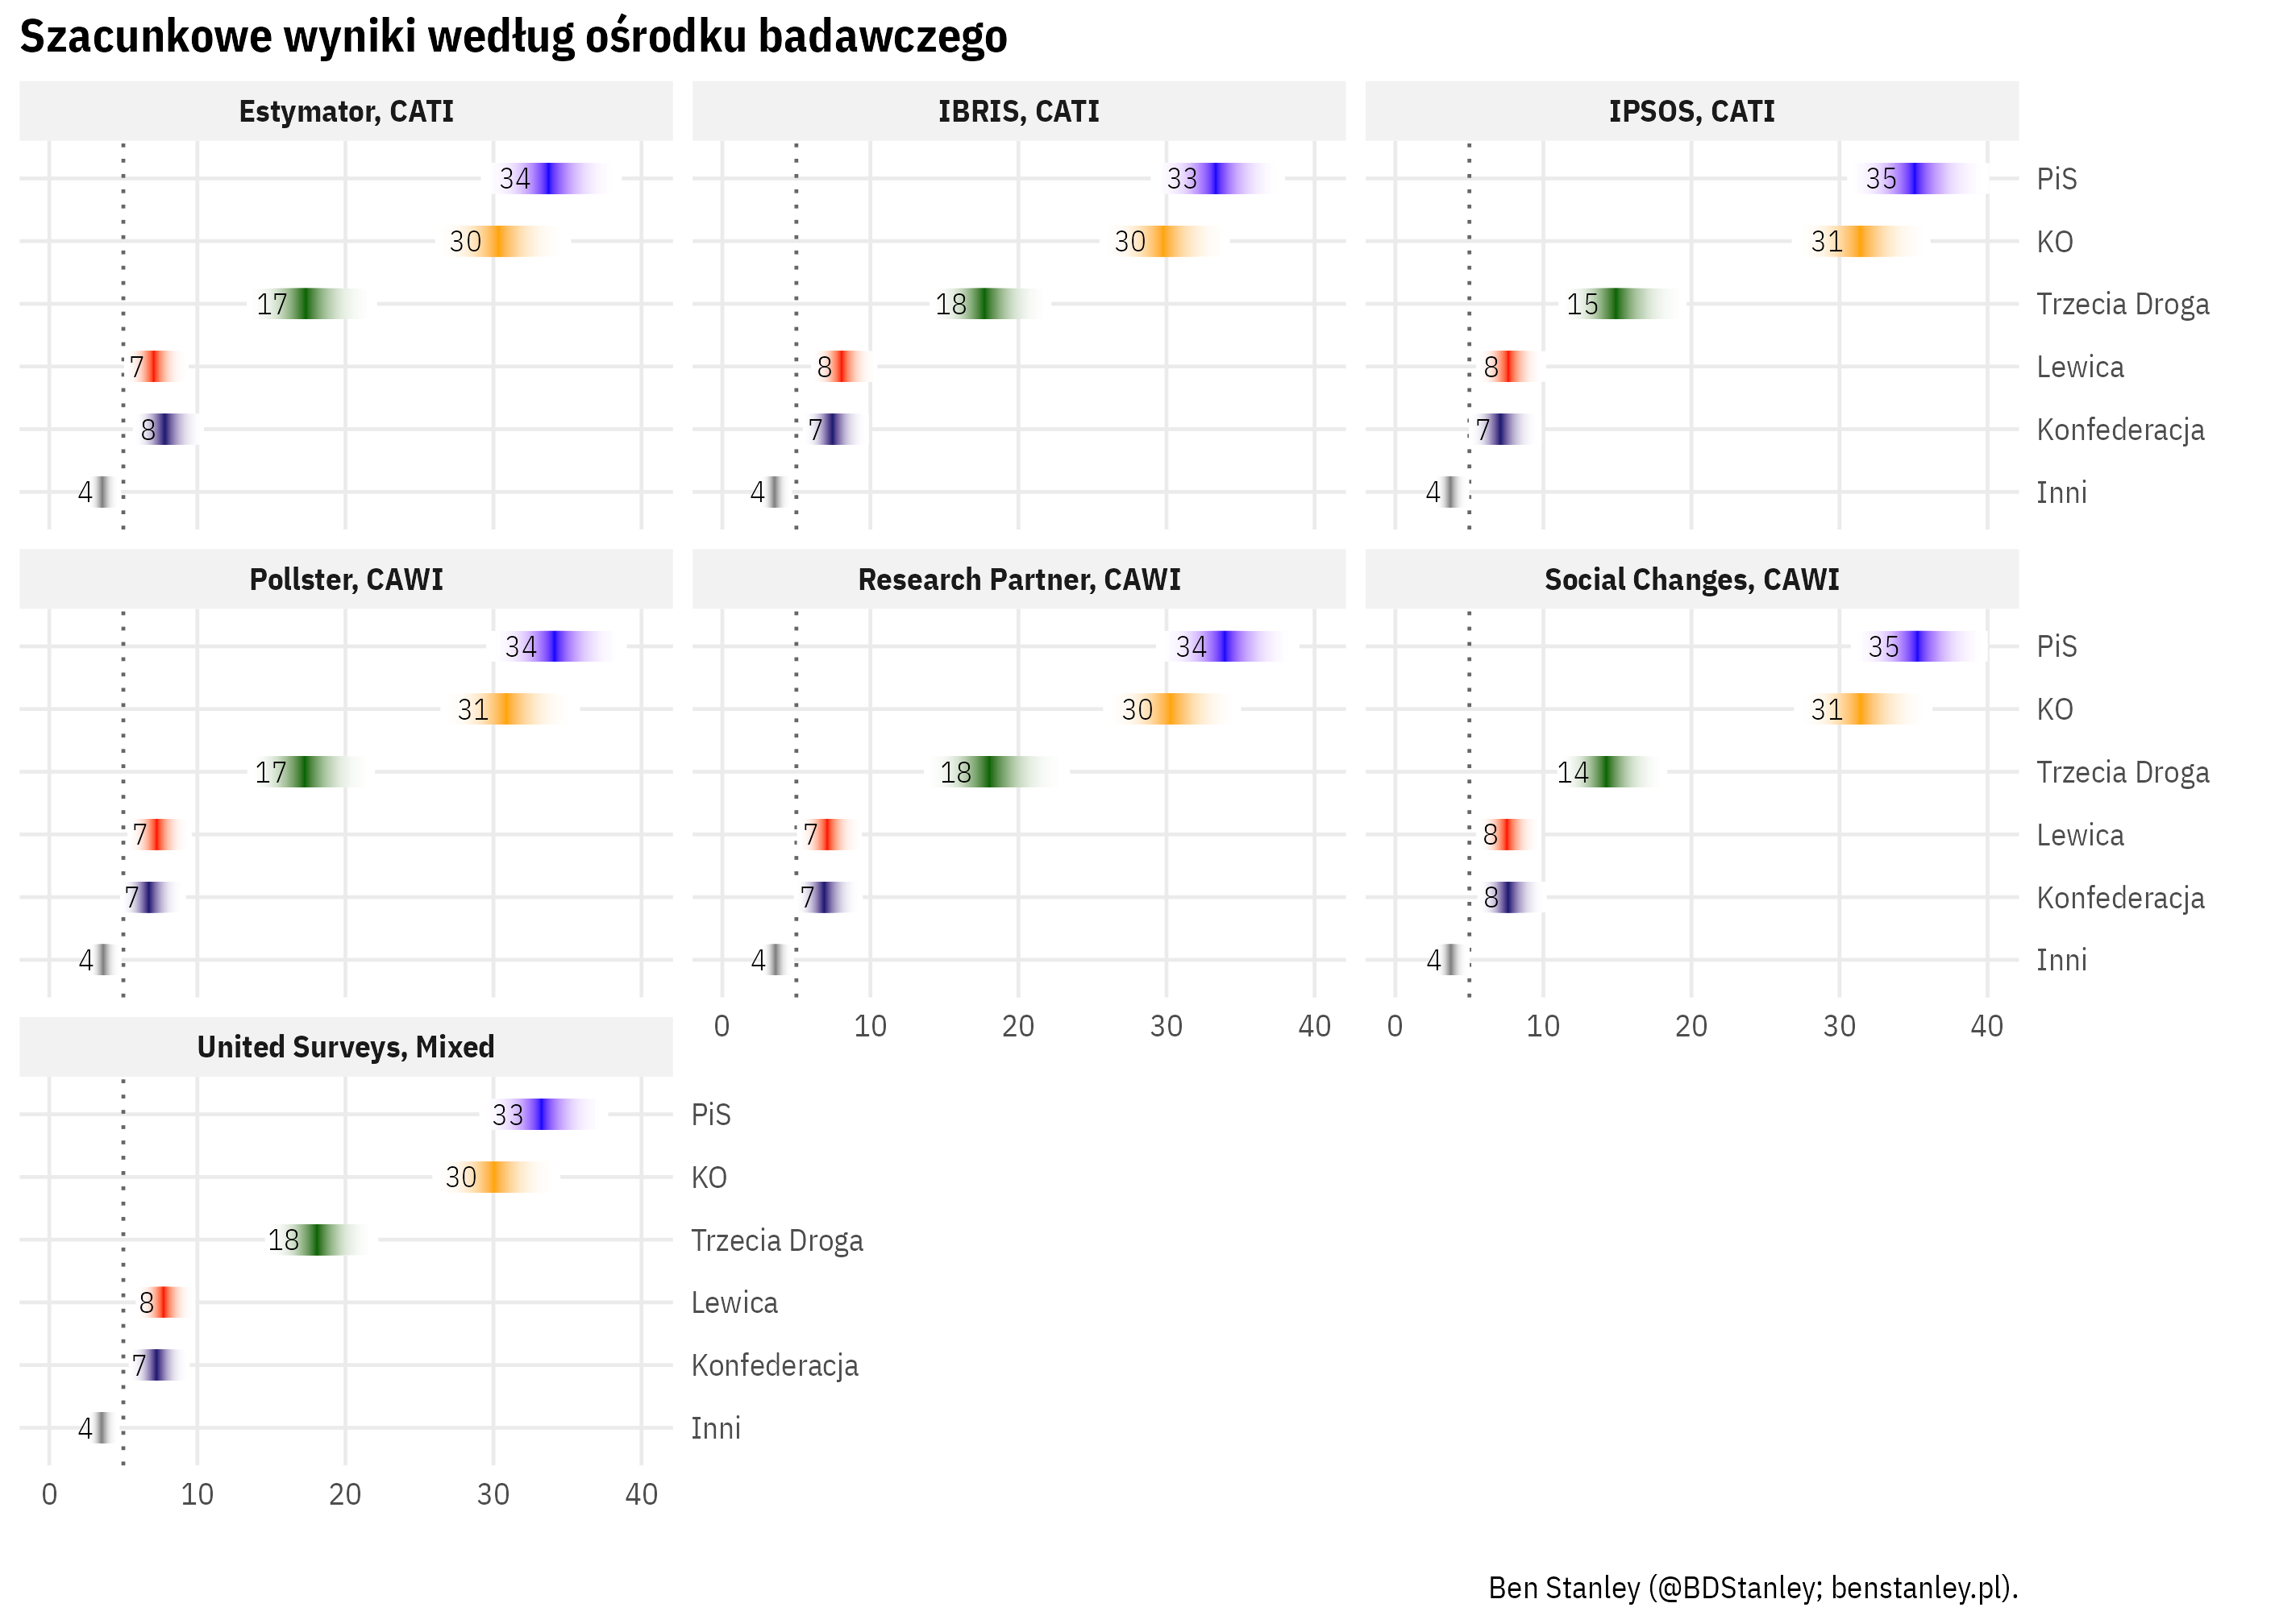 Szacunkowe wyniki według ośrodku badawczego
Estymator, CATI
IBRIS, CATI
IPSOS, CATI
34
33
35
PiS
30
30
31
KO
17
18
15
Trzecia Droga
7
8
8
Lewica
8
7
7
Konfederacja
4
4
4
Inni
Pollster, CAWI
Research Partner, CAWI
Social Changes, CAWI
34
34
35
PiS
31
30
31
KO
17
18
14
Trzecia Droga
7
7
8
Lewica
7
7
8
Konfederacja
4
4
4
Inni
0 10 20 30 40
0 10 20 30 40
United Surveys, Mixed
33
PiS
30
KO
18
Trzecia Droga
8
Lewica
7
Konfederacja
4
Inni
0 10 20 30 40
Ben Stanley (@BDStanley; benstanley.pl).